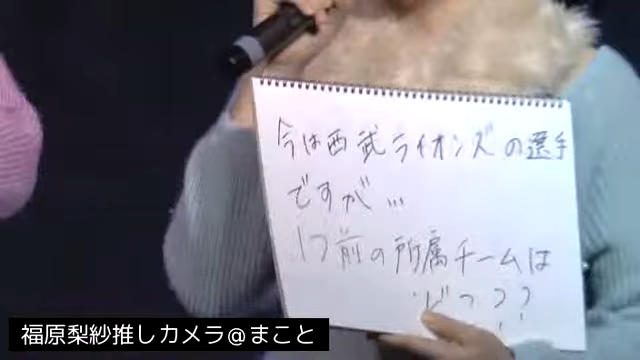 今は西武ライオンズの選手
ですが…
1つ前の所属チームは
どこ??
福原梨紗推しカメラ@まこと